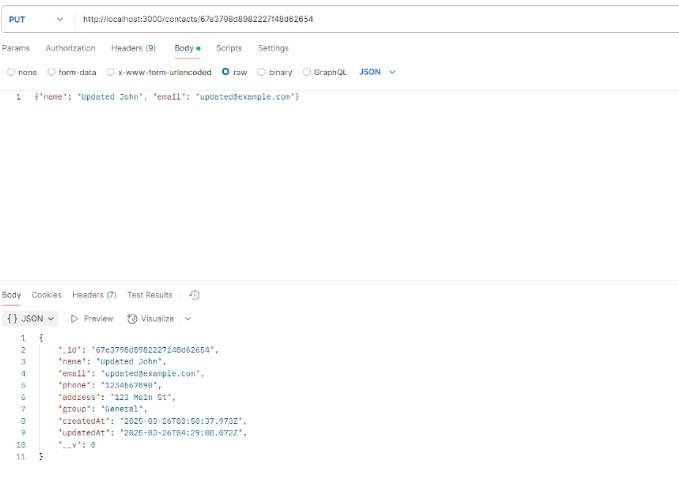 PUT http://localhost:3000/contacts/67e3798d8982227f48d62654
Params Authorization Headers (9) Body Scripts Settings
none form-data x-www-form-urlencoded raw binary GraphQL JSON
1 {"name": "Updated John", "email": "updated@example.com"}
Body Cookies Headers (7) Test Results
{} JSON Preview Visualize
1 {
2 "_id": "67e3798d8982227f48d62654",
3 "name": "Updated John",
4 "email": "updated@example.com",
5 "phone": "1234567890",
6 "address": "123 Main St",
7 "group": "General",
8 "createdAt": "2025-03-26T03:50:37.973Z",
9 "updatedAt": "2025-03-26T04:29:08.072Z",
10 "__v": 0
11 }